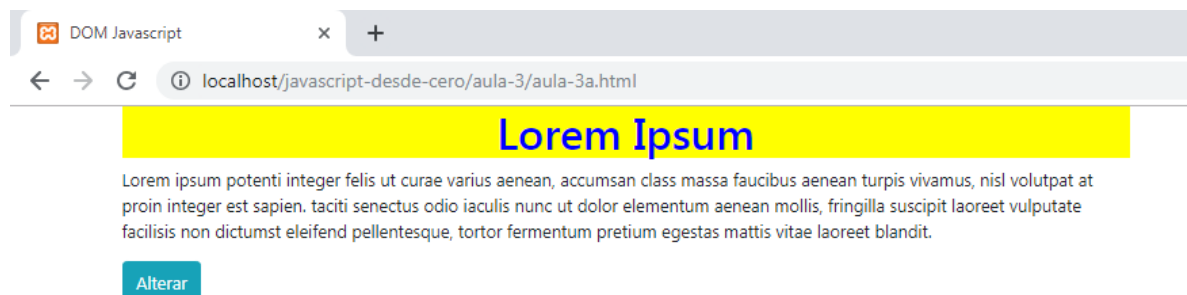 DOM Javascript
localhost/javascript-desde-cero/aula-3/aula-3a.html
Lorem Ipsum
Lorem ipsum potenti integer felis ut curae varius aenean, accumsan class massa faucibus aenean turpis vivamus, nisl volutpat at
proin integer est sapien. taciti senectus odio iaculis nunc ut dolor elementum aenean mollis, fringilla suscipit laoreet vulputate
facilisis non dictumst eleifend pellentesque, tortor fermentum pretium egestas mattis vitae laoreet blandit.
Alterar